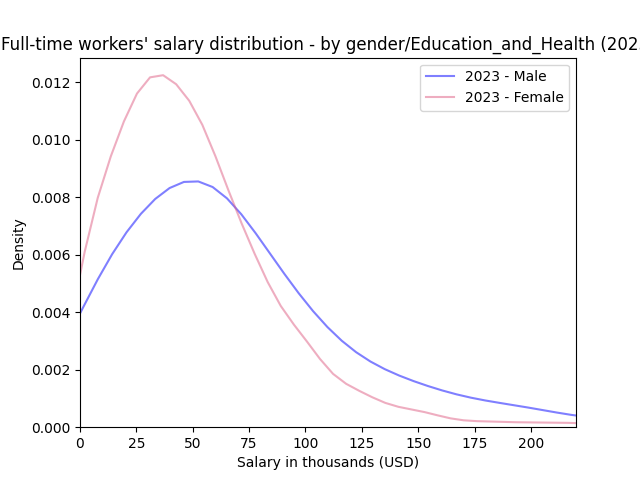 Full-time workers' salary distribution - by gender/Education_and_Health (202
2023 - Male
2023 - Female
0.012
0.010
0.008
0.006
0.004
0.002
0.000
Density
0 25 50 75 100 125 150 175 200
Salary in thousands (USD)